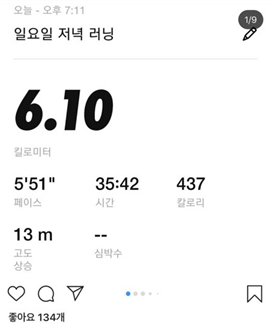 오늘 - 오후 7:11
1/9
일요일 저녁 러닝
6.10
킬로미터
5'51" 35:42 437
페이스 시간 칼로리
13 m --
고도 심박수
상승
좋아요 134개